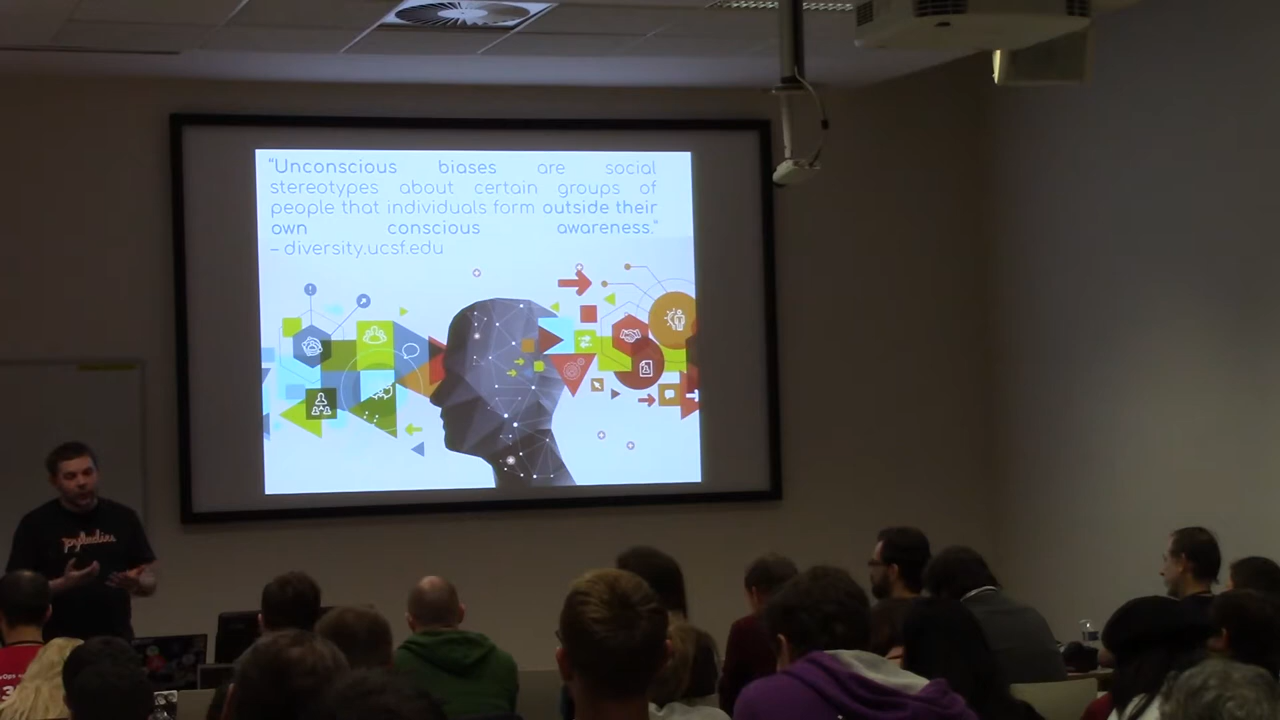 "Unconscious biases are social
stereotypes about certain groups of
people that individuals form outside their
own conscious awareness."
– diversity.ucsf.edu
pyladies